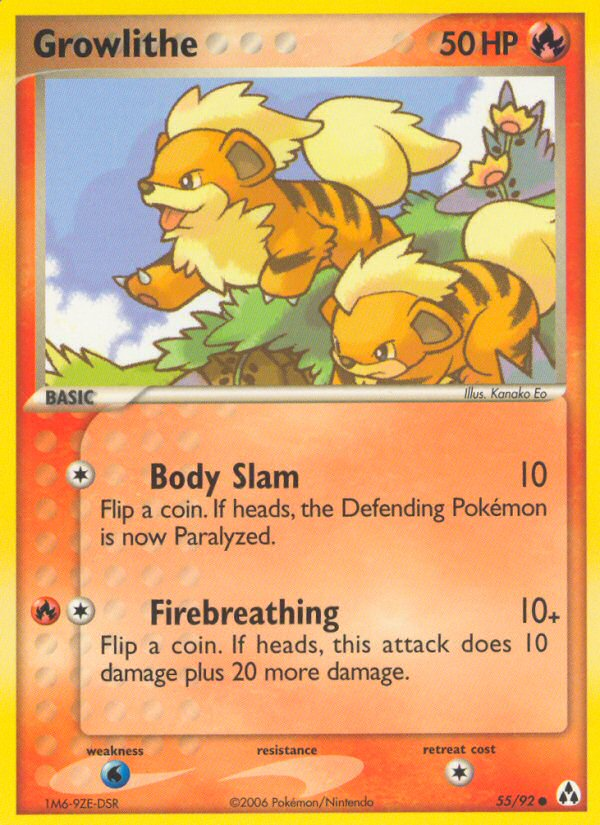 Growlithe 50 HP
BASIC
Illus. Kanako Eo
Body Slam 10
Flip a coin. If heads, the Defending Pokémon
is now Paralyzed.
Firebreathing 10+
Flip a coin. If heads, this attack does 10
damage plus 20 more damage.
weakness resistance retreat cost
1M6-9ZE-DSR ©2006 Pokémon/Nintendo 55/92